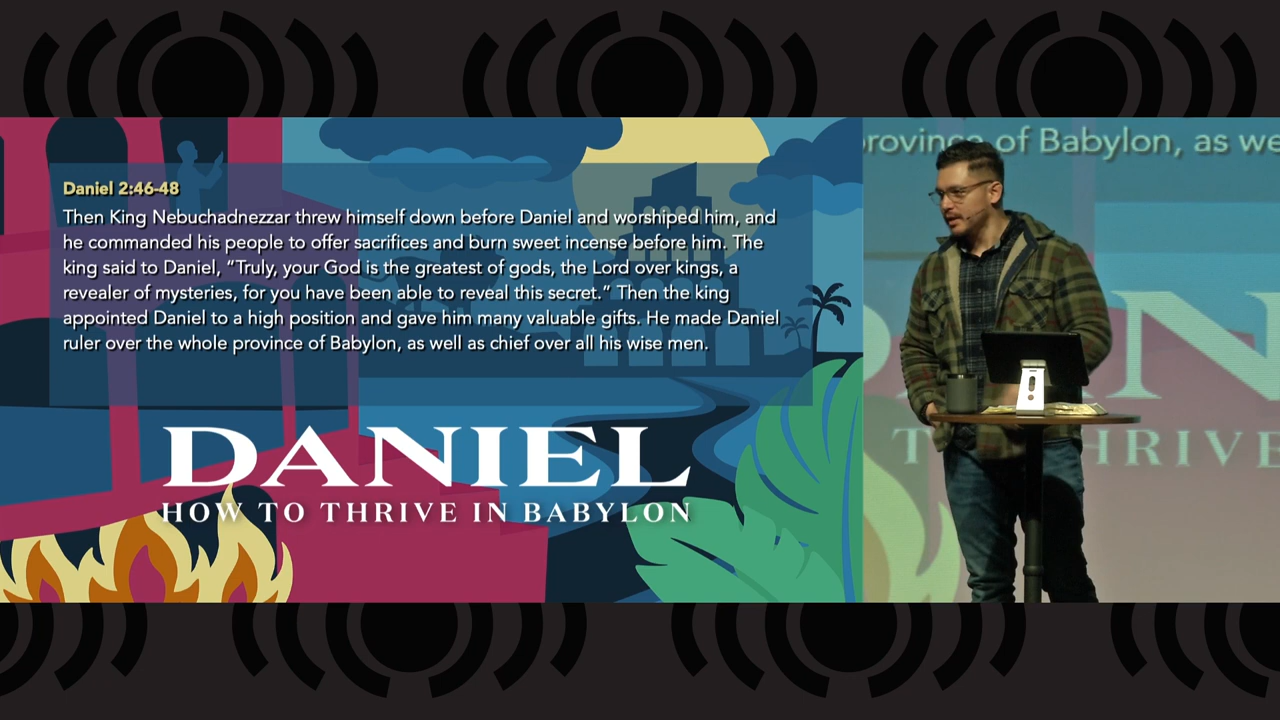 Daniel 2:46-48
Then King Nebuchadnezzar threw himself down before Daniel and worshiped him, and
he commanded his people to offer sacrifices and burn sweet incense before him. The
king said to Daniel, “Truly, your God is the greatest of gods, the Lord over kings, a
revealer of mysteries, for you have been able to reveal this secret.” Then the king
appointed Daniel to a high position and gave him many valuable gifts. He made Daniel
ruler over the whole province of Babylon, as well as chief over all his wise men.
DANIEL
HOW TO THRIVE IN BABYLON
province of Babylon, as we
DAN
T THRIVE